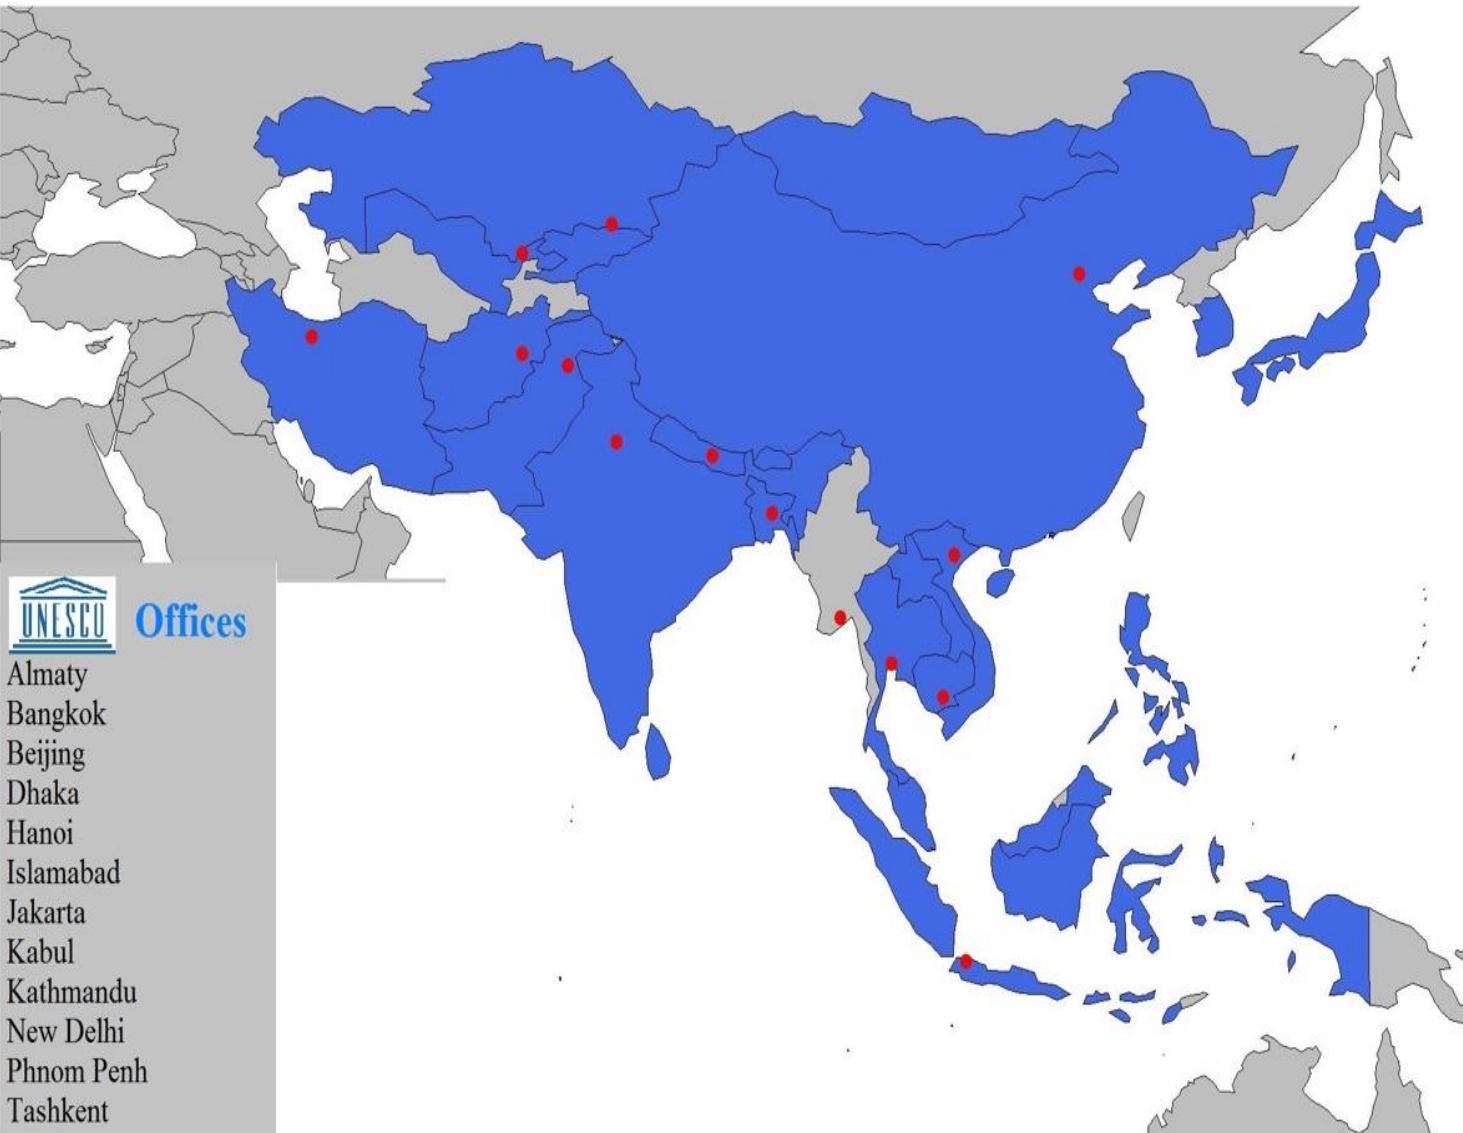 UNESCO Offices
Almaty
Bangkok
Beijing
Dhaka
Hanoi
Islamabad
Jakarta
Kabul
Kathmandu
New Delhi
Phnom Penh
Tashkent